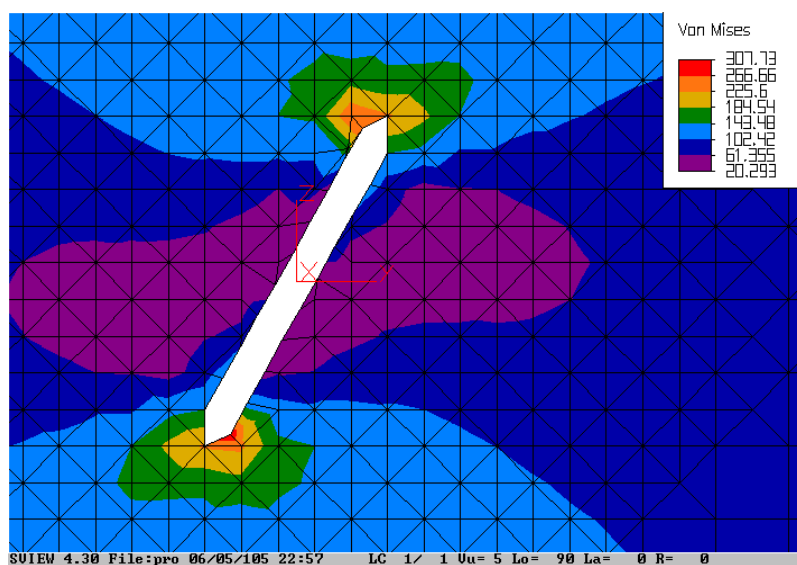 Von Mises
307.73
266.66
225.6
184.54
143.48
102.42
61.355
20.293
Z
X Y
SVIEW 4.30 File:pro 06/05/105 22:57 LC 1/ 1 Vu= 5 Lo= 90 La= 0 R= 0